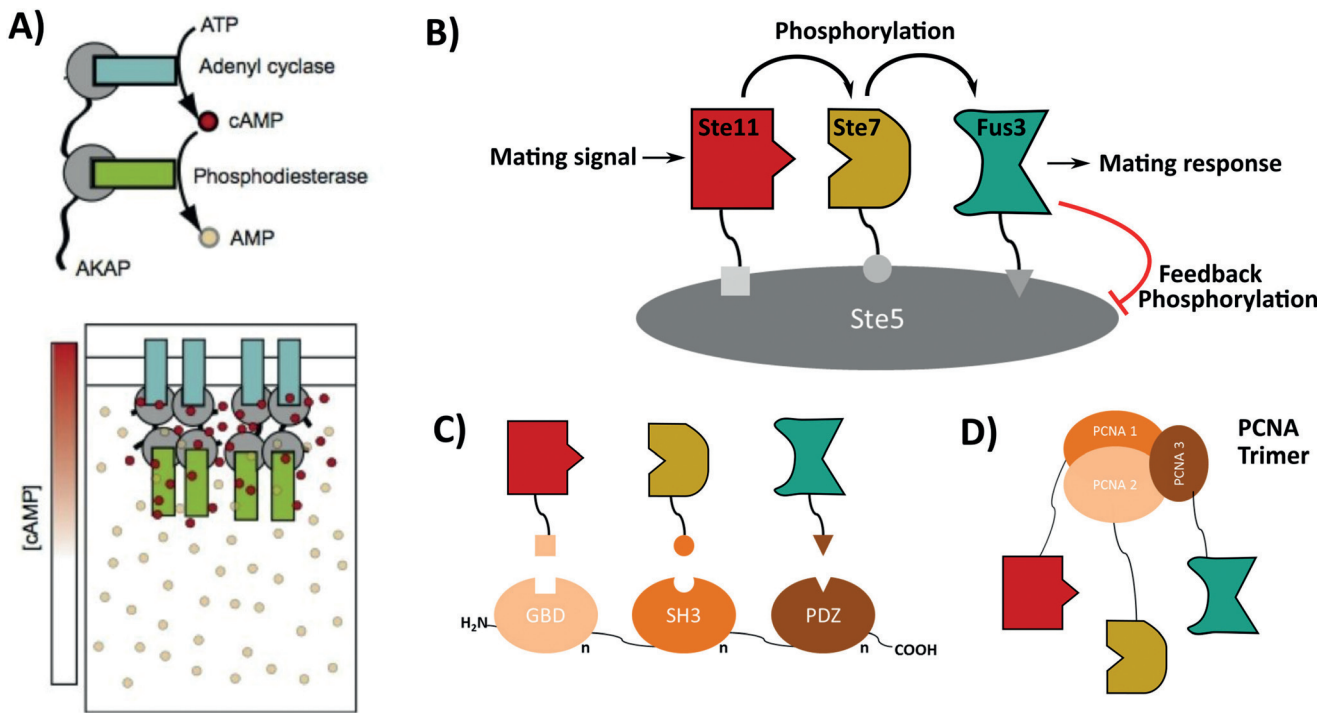 A)
ATP
Adenyl cyclase
cAMP
Phosphodiesterase
AMP
AKAP
[cAMP]
B)
Phosphorylation
Ste11
Ste7
Fus3
Mating signal
Mating response
Feedback
Phosphorylation
Ste5
C)
GBD
SH3
PDZ
H₂N
n
n
n
COOH
D)
PCNA
Trimer
PCNA 1
PCNA 2
PCNA 3